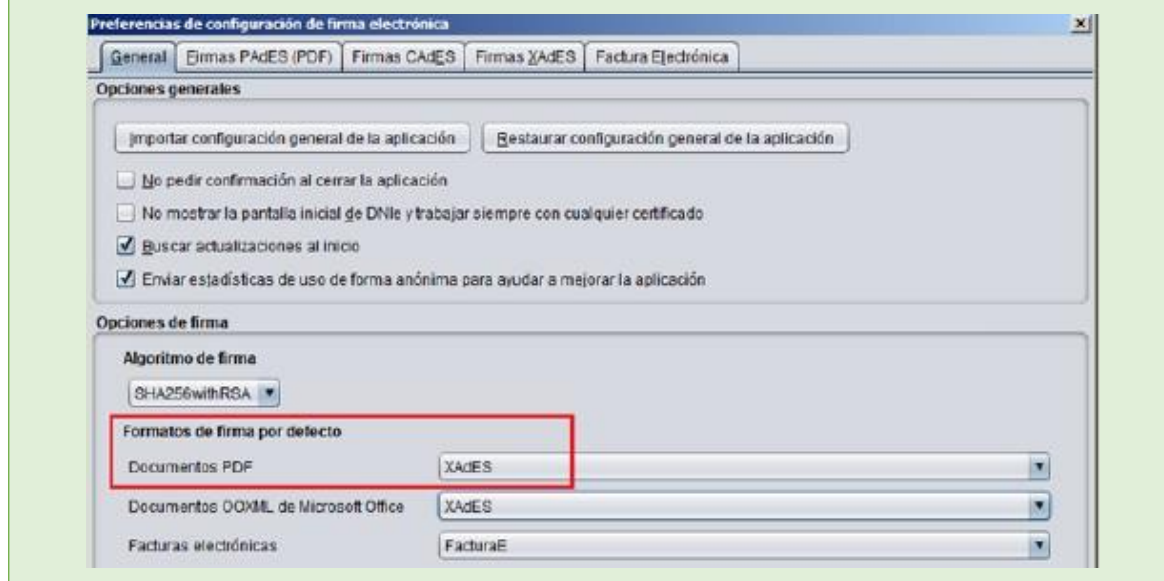 Preferencias de configuración de firma electrónica
General Firmas PAdES (PDF) Firmas CAdES Firmas XAdES Factura Electrónica
Opciones generales
Importar configuración general de la aplicación Restaurar configuración general de la aplicación
No pedir confirmación al cerrar la aplicación
No mostrar la pantalla inicial de DNIe y trabajar siempre con cualquier certificado
Buscar actualizaciones al inicio
Enviar estadísticas de uso de forma anónima para ayudar a mejorar la aplicación
Opciones de firma
Algoritmo de firma
SHA256withRSA
Formatos de firma por defecto
Documentos PDF XAdES
Documentos OOXML de Microsoft Office XAdES
Facturas electrónicas FacturaE